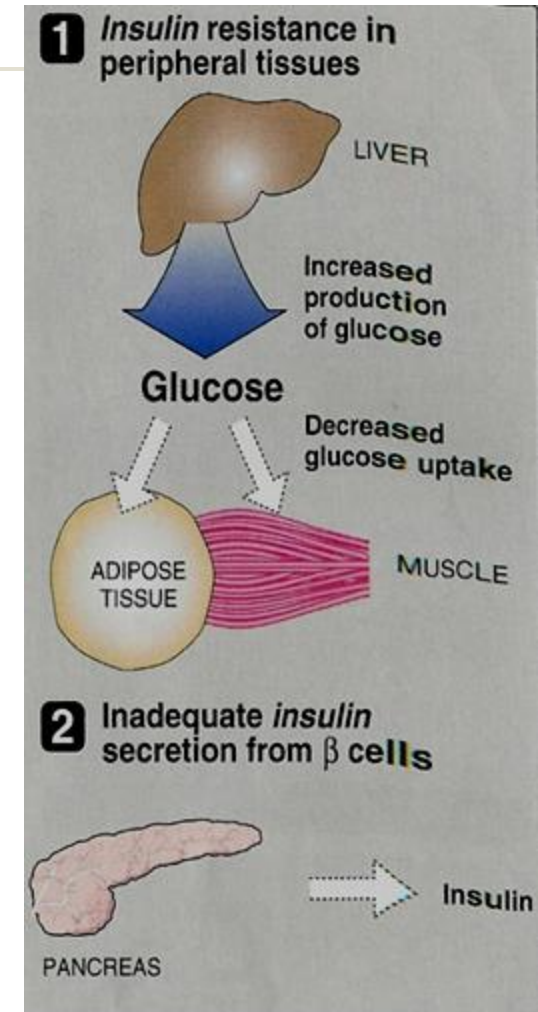 1 Insulin resistance in
peripheral tissues
LIVER
Increased
production
of glucose
Glucose
Decreased
glucose uptake
ADIPOSE
TISSUE
MUSCLE
2 Inadequate insulin
secretion from β cells
Insulin
PANCREAS